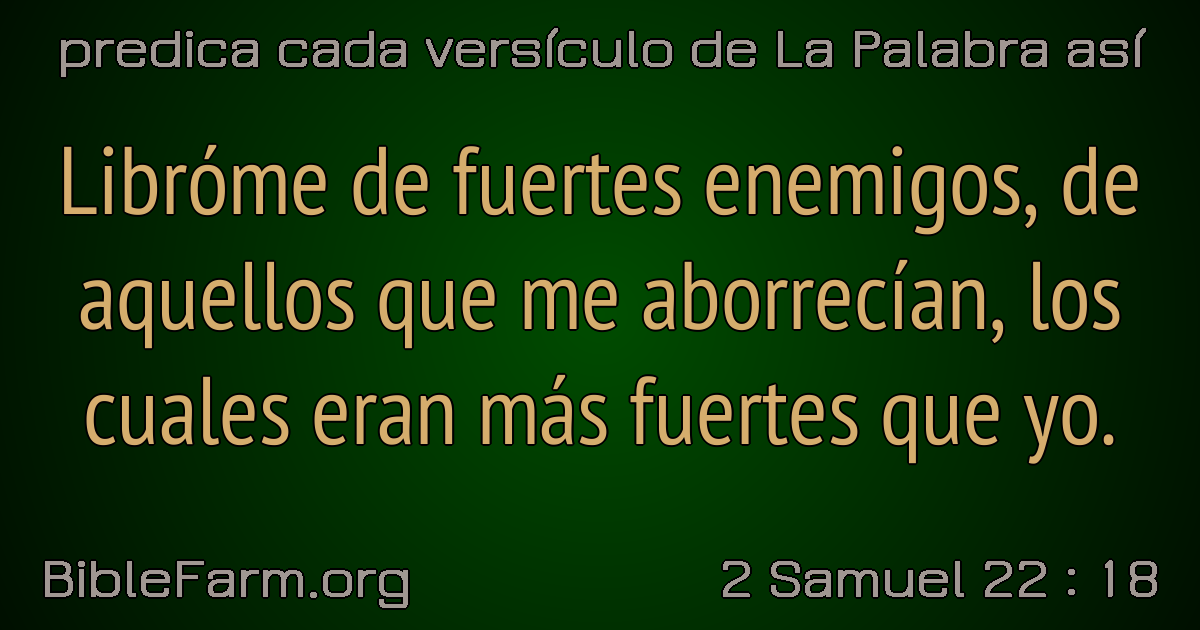 predica cada versículo de La Palabra así
Libróme de fuertes enemigos, de
aquellos que me aborrecían, los
cuales eran más fuertes que yo.
BibleFarm.org
2 Samuel 22 : 18